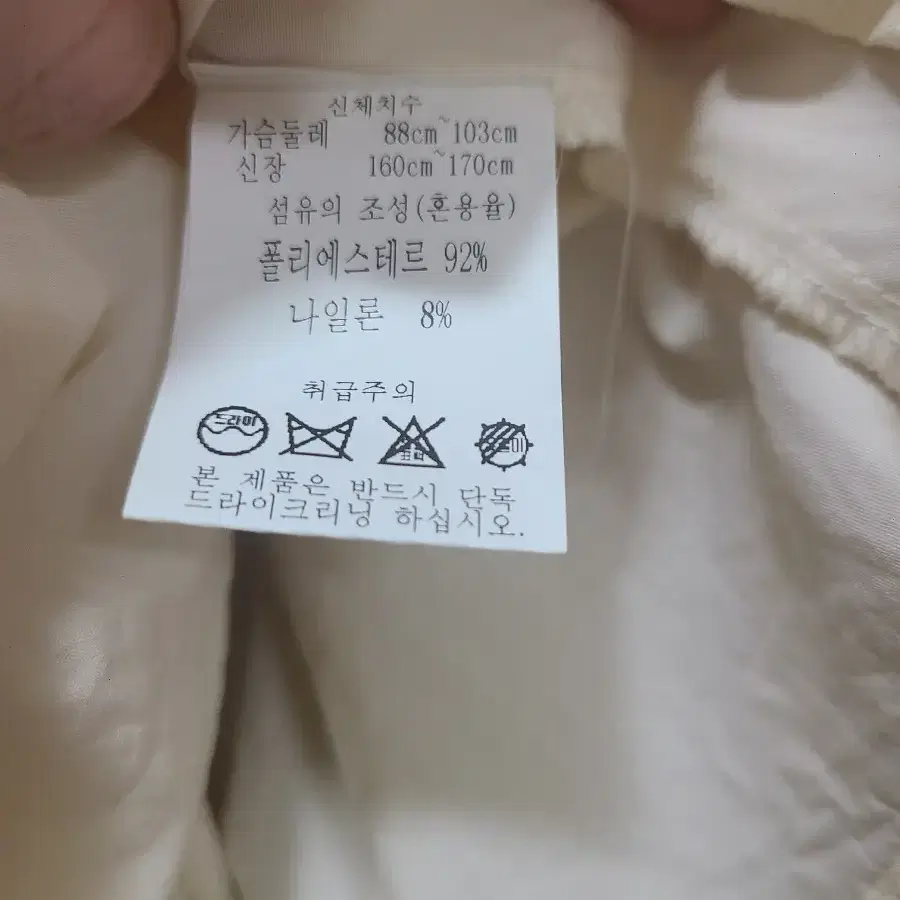 신체치수
가슴둘레 88cm~103cm
신장 160cm~170cm
섬유의 조성(혼용율)
폴리에스테르 92%
나일론 8%
취급주의
드라이
본 제품은 반드시 단독
드라이크리닝 하십시오.